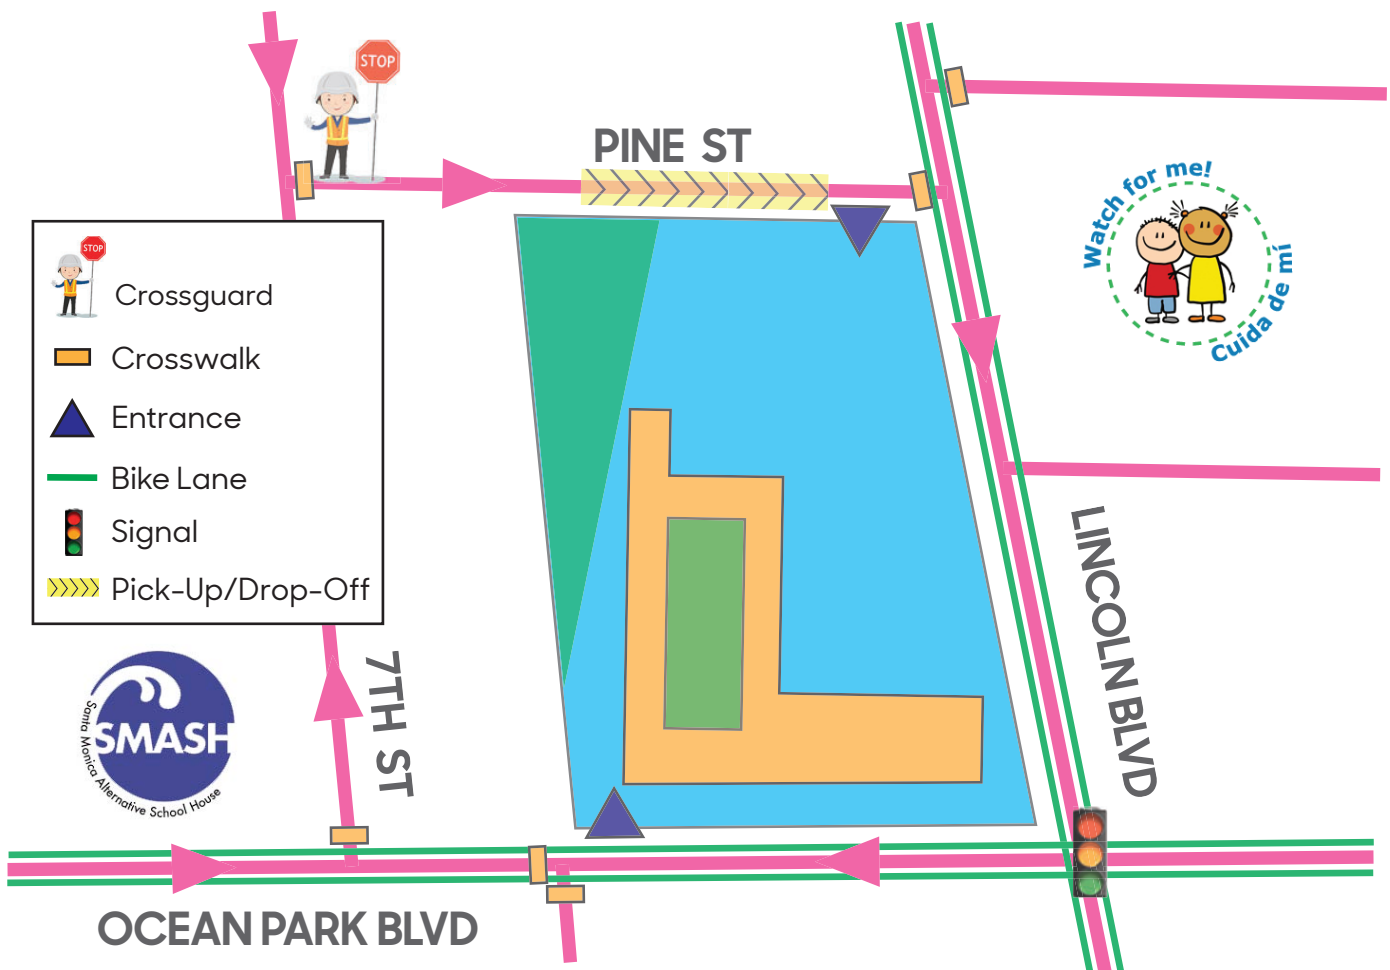 STOP
PINE ST
Watch for me!
Cuida de mí
STOP
Crossguard
Crosswalk
Entrance
Bike Lane
Signal
Pick-Up/Drop-Off
LINCOLN BLVD
7TH ST
SMASH
Santa Monica Alternative School House
OCEAN PARK BLVD